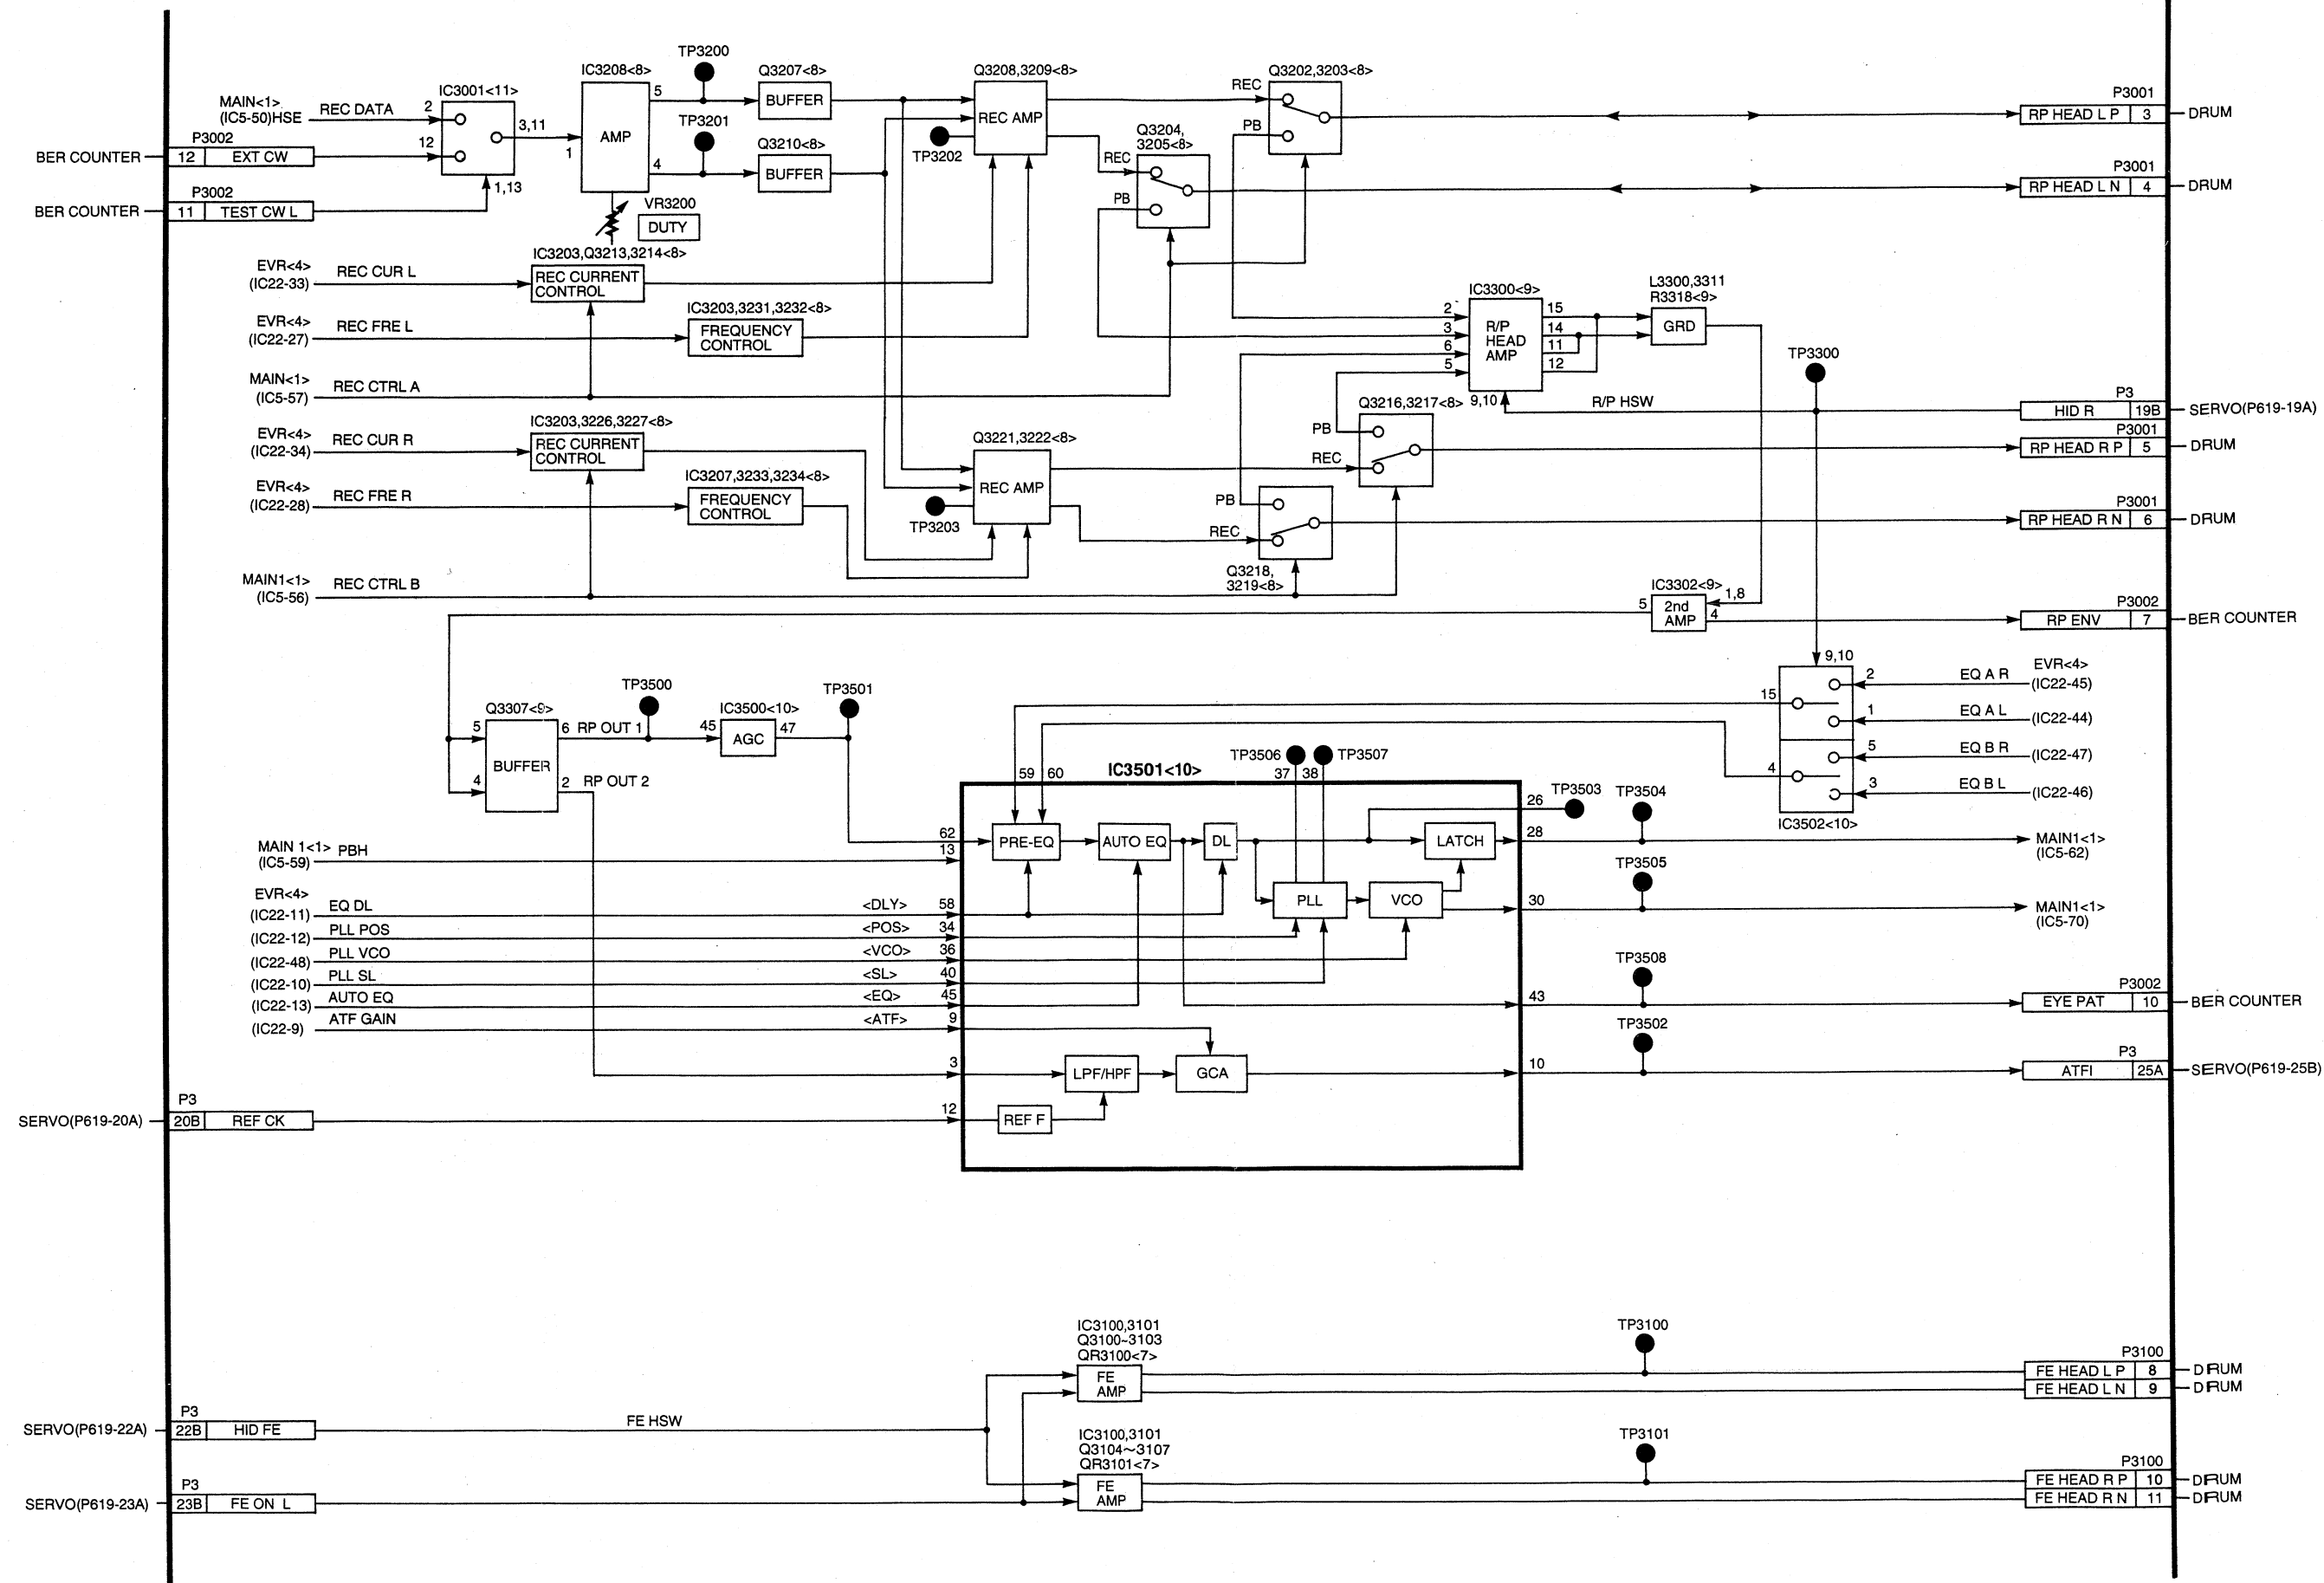 TP3200
IC3208<8>
Q3207<8>
Q3208,3209<8>
Q3202,3203<8>
MAIN<1>
(IC5-50)HSE
REC DATA
2
IC3001<11>
3,11
12
1,13
1
AMP
5
4
BUFFER
TP3201
Q3210<8>
BUFFER
REC AMP
TP3202
REC
PB
Q3204,
3205<8>
REC
PB
P3001
RP HEAD L P 3
DRUM
P3001
RP HEAD L N 4
DRUM
P3002
BER COUNTER
12 EXT CW
P3002
BER COUNTER
11 TEST CW L
VR3200
DUTY
IC3203,Q3213,3214<8>
EVR<4>
(IC22-33)
REC CUR L
REC CURRENT
CONTROL
IC3203,3231,3232<8>
EVR<4>
(IC22-27)
REC FRE L
FREQUENCY
CONTROL
MAIN<1>
(IC5-57)
REC CTRL A
IC3300<9>
2
3
6
5
R/P
HEAD
AMP
15
14
11
12
9,10
L3300,3311
R3318<9>
GRD
TP3300
R/P HSW
P3
HID R 19B
SERVO(P619-19A)
IC3203,3226,3227<8>
EVR<4>
(IC22-34)
REC CUR R
REC CURRENT
CONTROL
IC3207,3233,3234<8>
EVR<4>
(IC22-28)
REC FRE R
FREQUENCY
CONTROL
Q3221,3222<8>
REC AMP
TP3203
Q3216,3217<8>
PB
REC
PB
REC
Q3218,
3219<8>
P3001
RP HEAD R P 5
DRUM
P3001
RP HEAD R N 6
DRUM
MAIN1<1>
(IC5-56)
REC CTRL B
IC3302<9>
5
2nd
AMP
1,8
4
P3002
RP ENV 7
BER COUNTER
9,10
15
4
2
1
5
3
EQ A R
EVR<4>
(IC22-45)
EQ A L
(IC22-44)
EQ B R
(IC22-47)
EQ B L
(IC22-46)
IC3502<10>
Q3307<9>
5
4
BUFFER
6 RP OUT 1
2 RP OUT 2
TP3500
IC3500<10>
45
AGC
47
TP3501
IC3501<10>
59 60
TP3506
37 38
TP3507
TP3503
26
TP3504
28
MAIN1<1>
(IC5-62)
62
13
PRE-EQ
AUTO EQ
DL
LATCH
PLL
VCO
TP3505
30
MAIN1<1>
(IC5-70)
MAIN 1<1>
(IC5-59)
PBH
EVR<4>
(IC22-11)
EQ DL
<DLY>
58
(IC22-12)
PLL POS
<POS>
34
(IC22-48)
PLL VCO
<VCO>
36
(IC22-10)
PLL SL
<SL>
40
(IC22-13)
AUTO EQ
<EQ>
45
(IC22-9)
ATF GAIN
<ATF>
9
TP3508
43
P3002
EYE PAT 10
BER COUNTER
3
LPF/HPF
GCA
TP3502
10
P3
ATFI 25A
SERVO(P619-25B)
P3
SERVO(P619-20A)
20B REF CK
12
REF F
IC3100,3101
Q3100~3103
QR3100<7>
FE
AMP
TP3100
P3100
FE HEAD L P 8
DRUM
FE HEAD L N 9
DRUM
P3
SERVO(P619-22A)
22B HID FE
FE HSW
IC3100,3101
Q3104~3107
QR3101<7>
FE
AMP
TP3101
P3100
FE HEAD R P 10
DRUM
FE HEAD R N 11
DRUM
P3
SERVO(P619-23A)
23B FE ON L